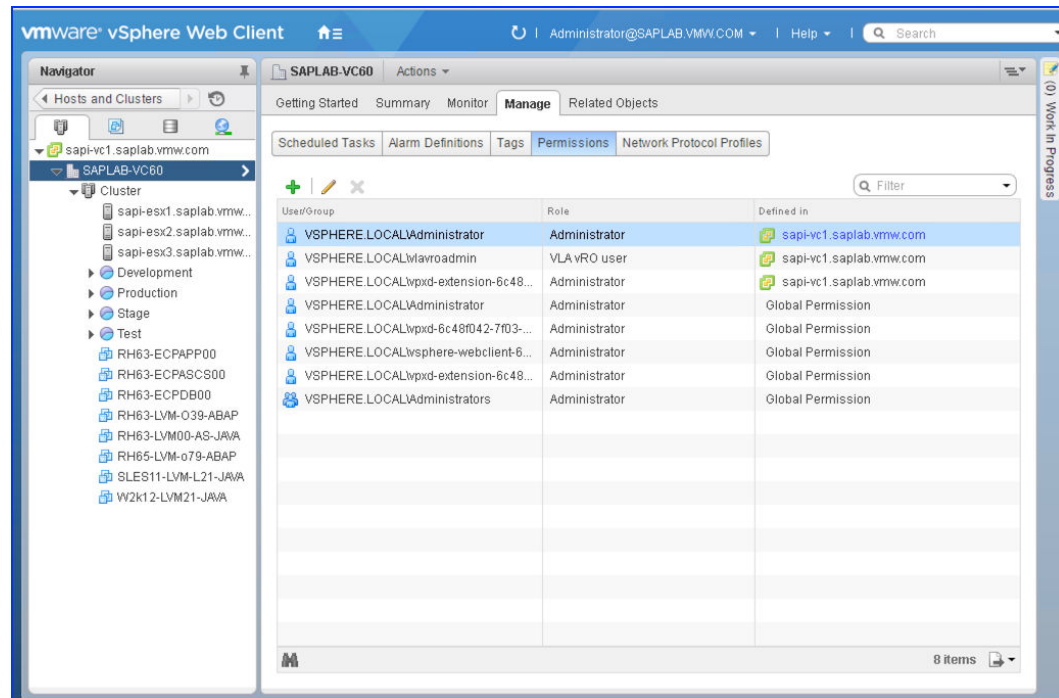 vmware® vSphere Web Client
Administrator@SAPLAB.VMW.COM
Help
Search
Navigator
Hosts and Clusters
sapi-vc1.saplab.vmw.com
SAPLAB-VC60
Cluster
sapi-esx1.saplab.vmw...
sapi-esx2.saplab.vmw...
sapi-esx3.saplab.vmw...
Development
Production
Stage
Test
RH63-ECPAPP00
RH63-ECPASCS00
RH63-ECPDB00
RH63-LVM-O39-ABAP
RH63-LVM00-AS-JAVA
RH65-LVM-o79-ABAP
SLES11-LVM-L21-JAVA
W2k12-LVM21-JAVA
SAPLAB-VC60 Actions
Getting Started Summary Monitor Manage Related Objects
Scheduled Tasks Alarm Definitions Tags Permissions Network Protocol Profiles
Filter
User/Group Role Defined in
VSPHERE.LOCAL\Administrator Administrator sapi-vc1.saplab.vmw.com
VSPHERE.LOCAL\vlavroadmin VLA vRO user sapi-vc1.saplab.vmw.com
VSPHERE.LOCAL\vpxd-extension-6c48... Administrator sapi-vc1.saplab.vmw.com
VSPHERE.LOCAL\Administrator Administrator Global Permission
VSPHERE.LOCAL\vpxd-6c48f042-7f03-... Administrator Global Permission
VSPHERE.LOCAL\vsphere-webclient-6... Administrator Global Permission
VSPHERE.LOCAL\vpxd-extension-6c48... Administrator Global Permission
VSPHERE.LOCAL\Administrators Administrator Global Permission
8 items
(0) Work In Progress